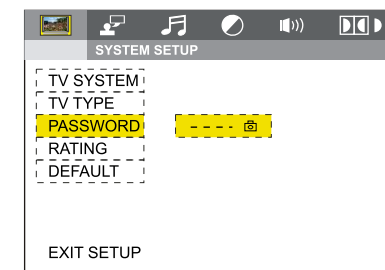 SYSTEM SETUP
TV SYSTEM
TV TYPE
PASSWORD - - - -
RATING
DEFAULT
EXIT SETUP